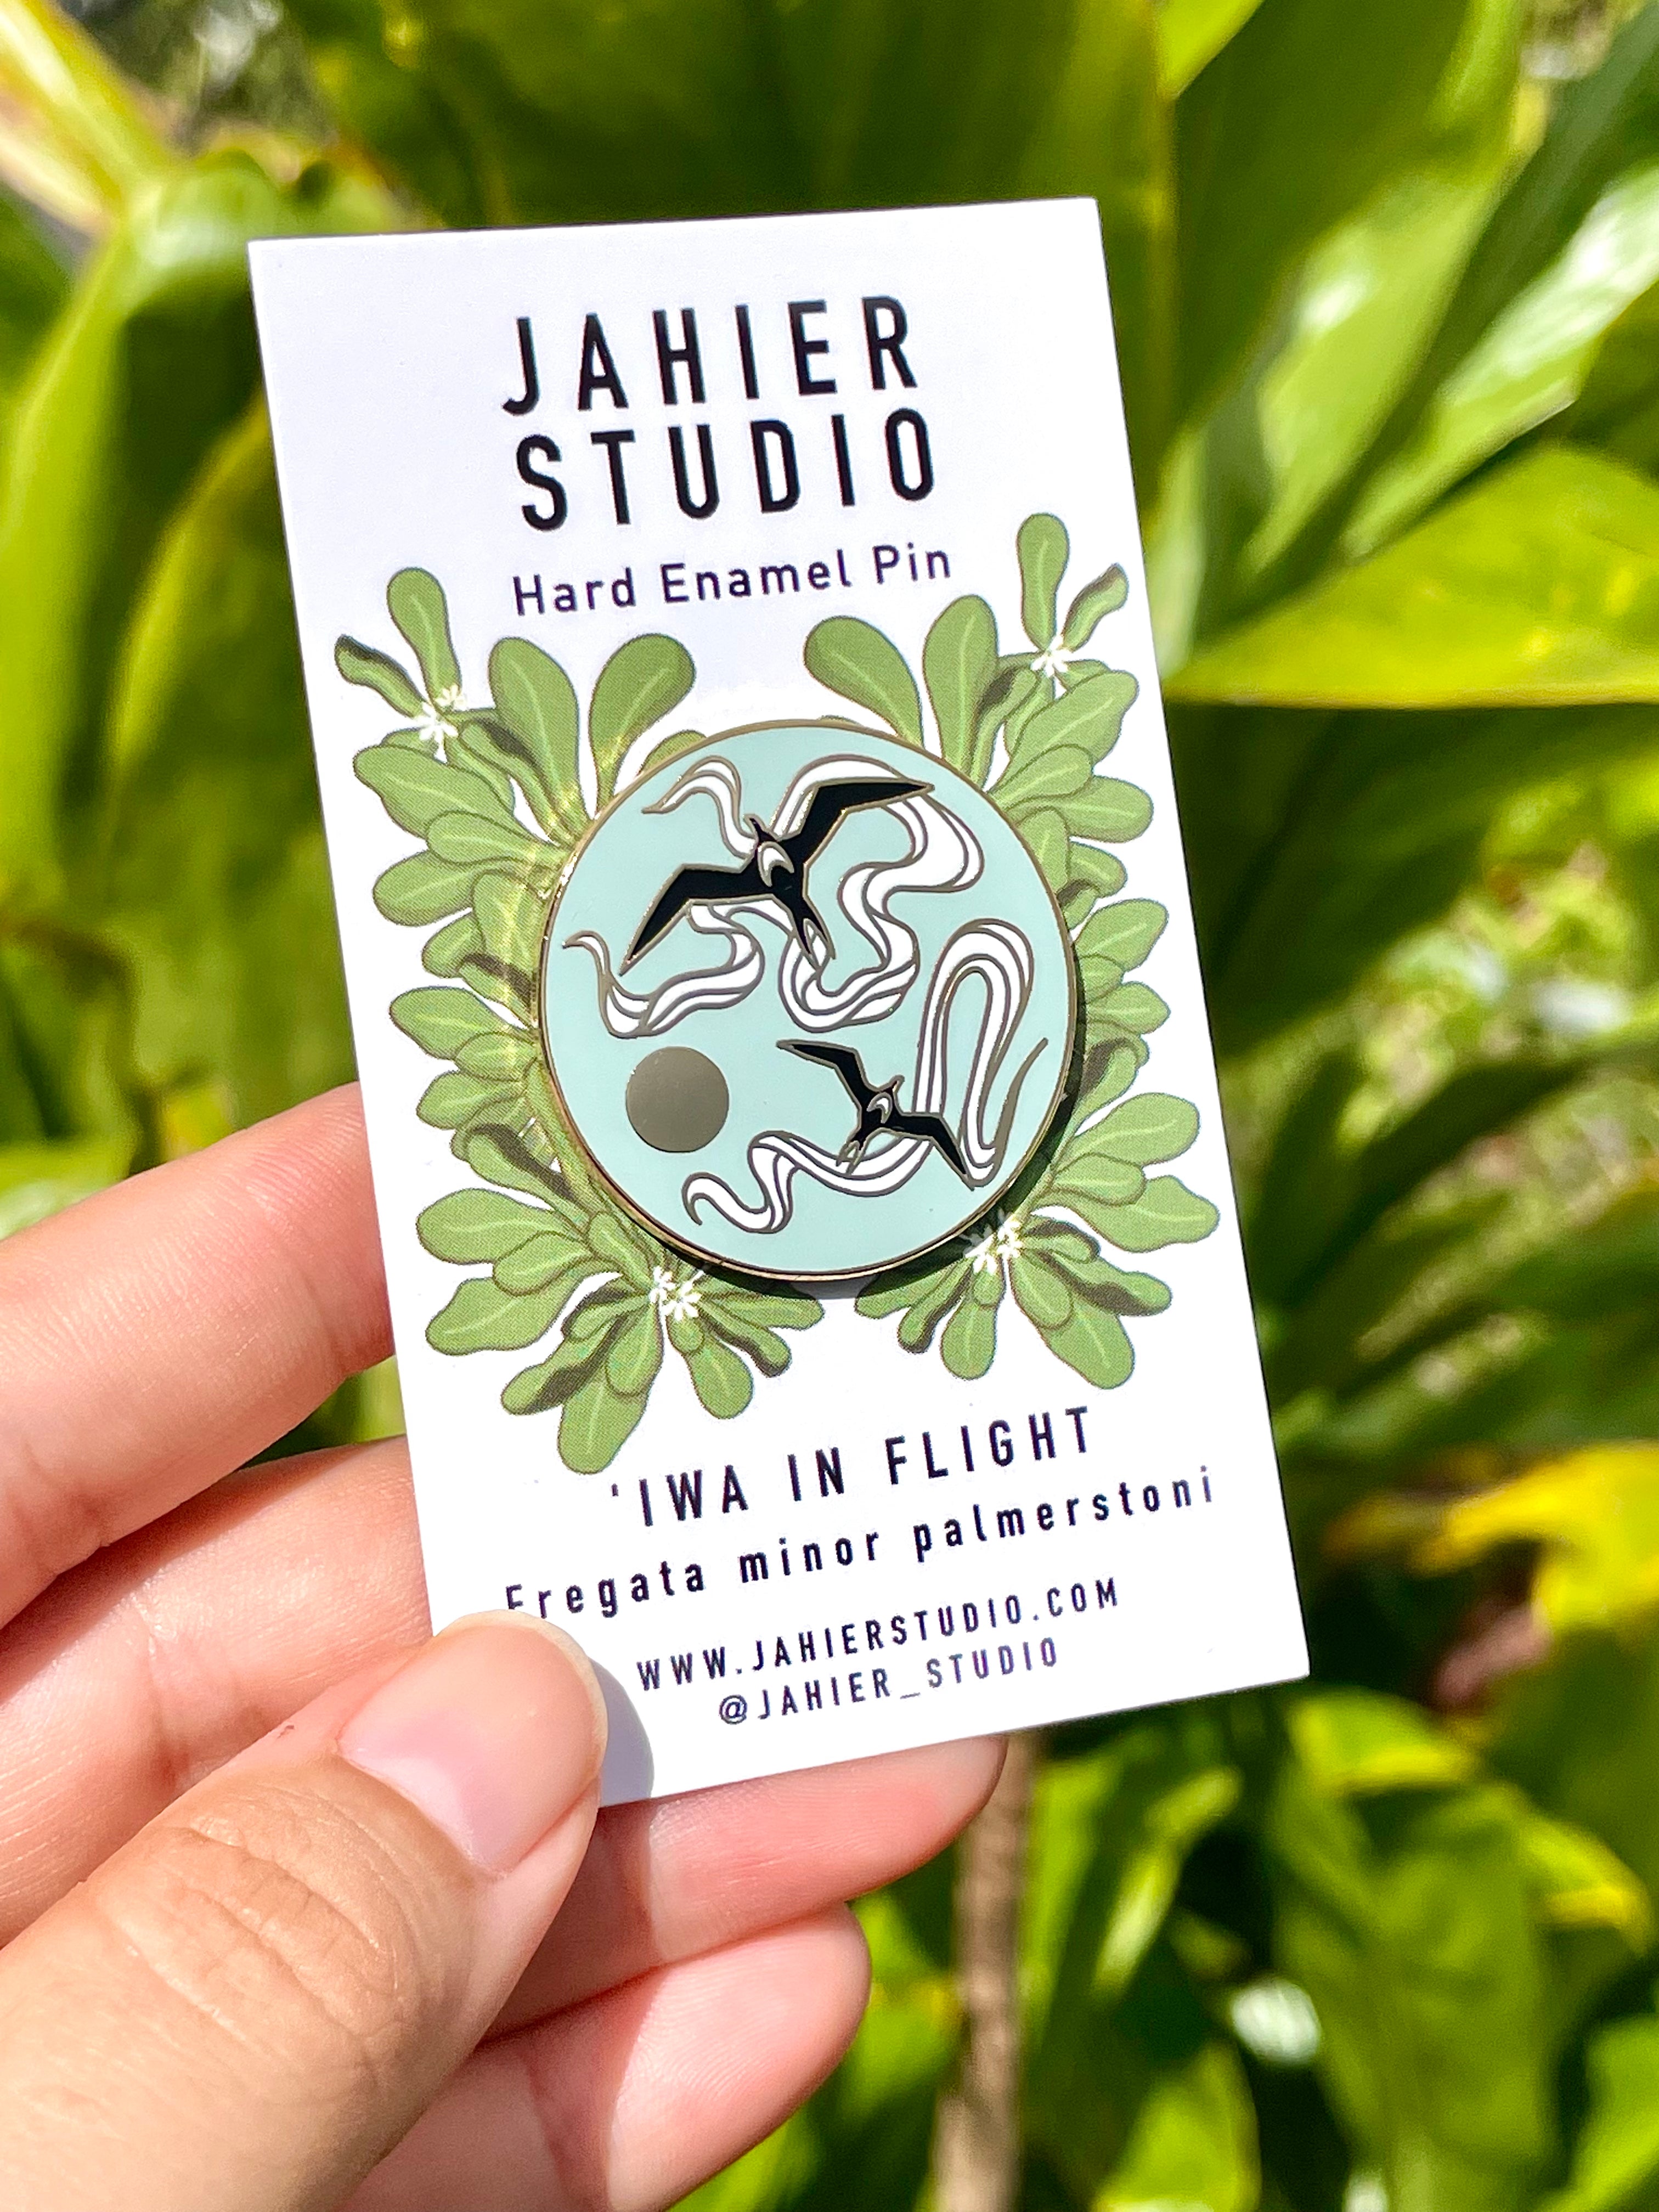 JAHIER
STUDIO
Hard Enamel Pin
'IWA IN FLIGHT
Fregata minor palmerstoni
WWW.JAHIERSTUDIO.COM
@JAHIER_STUDIO